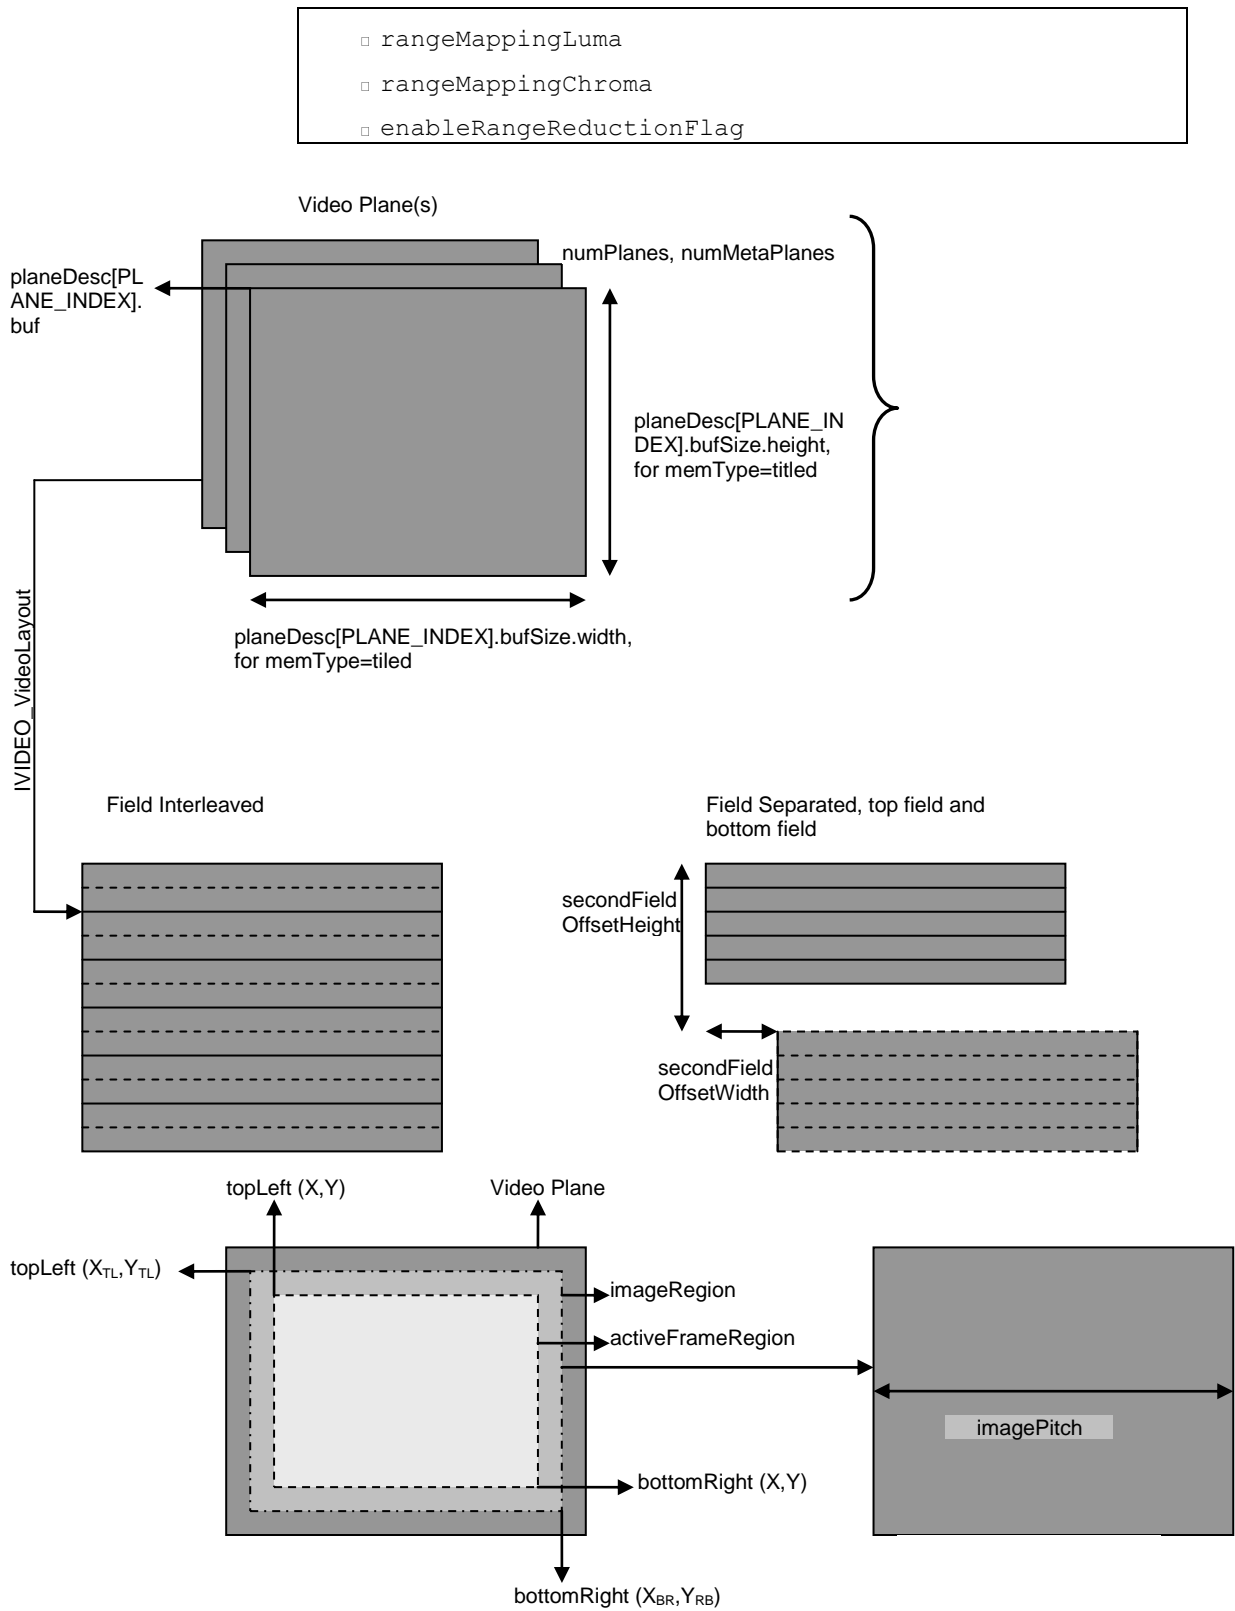 rangeMappingLuma
rangeMappingChroma
enableRangeReductionFlag
Video Plane(s)
numPlanes, numMetaPlanes
planeDesc[PL
ANE_INDEX].
buf
planeDesc[PLANE_IN
DEX].bufSize.height,
for memType=titled
planeDesc[PLANE_INDEX].bufSize.width,
for memType=tiled
IVIDEO_VideoLayout
Field Interleaved
Field Separated, top field and
bottom field
secondField
OffsetHeight
secondField
OffsetWidth
topLeft (X,Y)
Video Plane
topLeft (XTL,YTL)
imageRegion
activeFrameRegion
imagePitch
bottomRight (X,Y)
bottomRight (XBR,YRB)